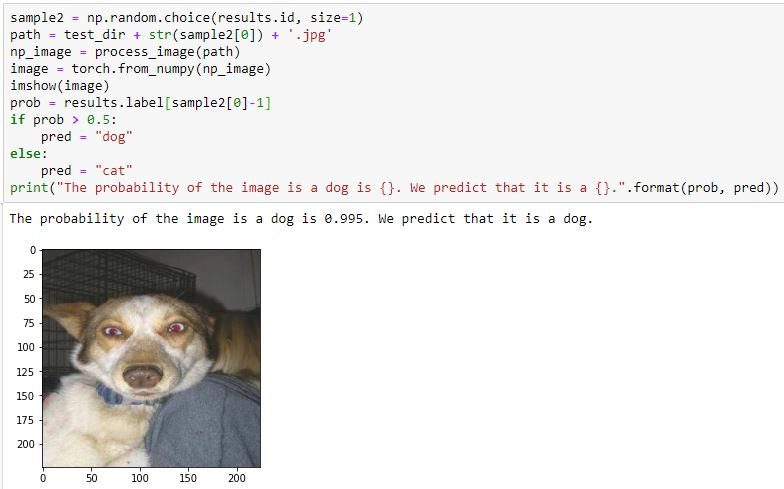 sample2 = np.random.choice(results.id, size=1)
path = test_dir + str(sample2[0]) + '.jpg'
np_image = process_image(path)
image = torch.from_numpy(np_image)
imshow(image)
prob = results.label[sample2[0]-1]
if prob > 0.5:
    pred = "dog"
else:
    pred = "cat"
print("The probability of the image is a dog is {}. We predict that it is a {}.".format(prob, pred))
The probability of the image is a dog is 0.995. We predict that it is a dog.
0
25
50
75
100
125
150
175
200
0 50 100 150 200